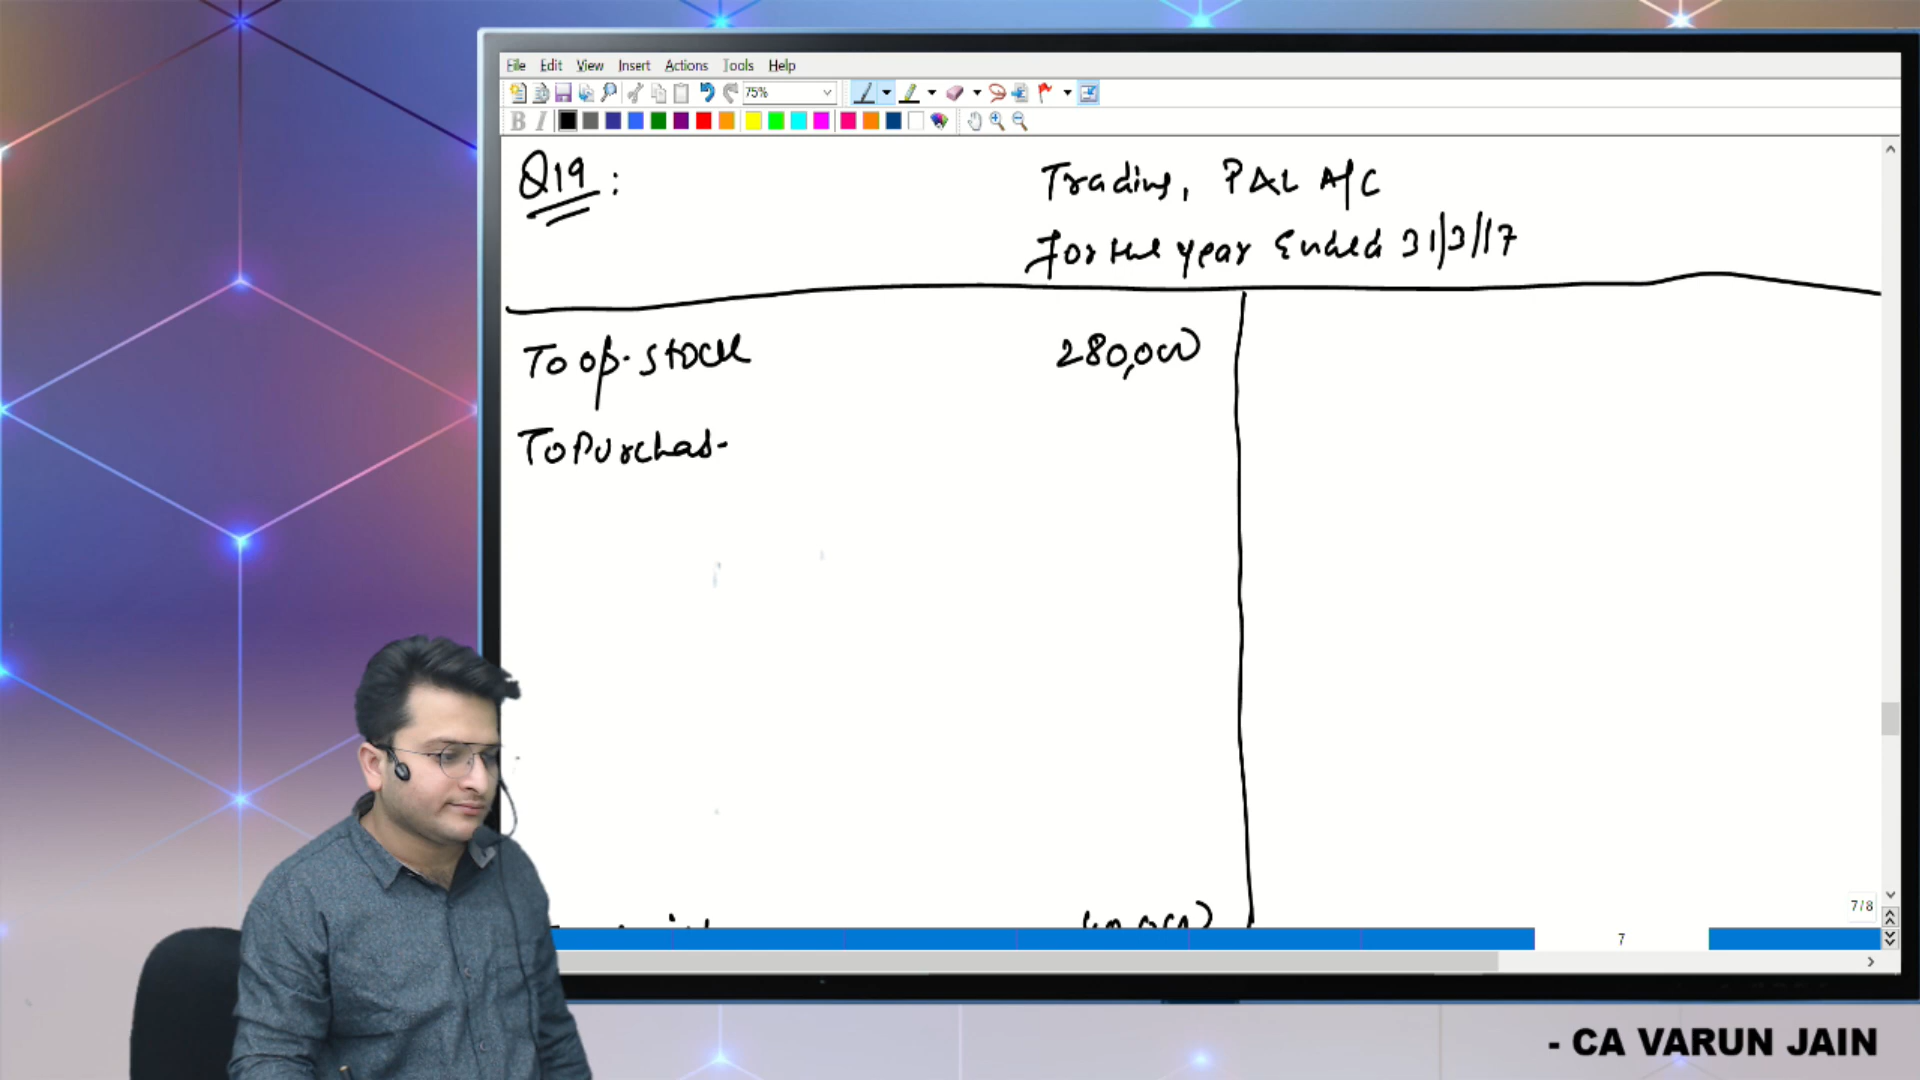 File Edit View Insert Actions Tools Help
75%
B I
Q19 :
Trading, P&L A/C
For the year Ended 31/3/17
To op. stock 280,000
To Purchas-
7/8
7
- CA VARUN JAIN